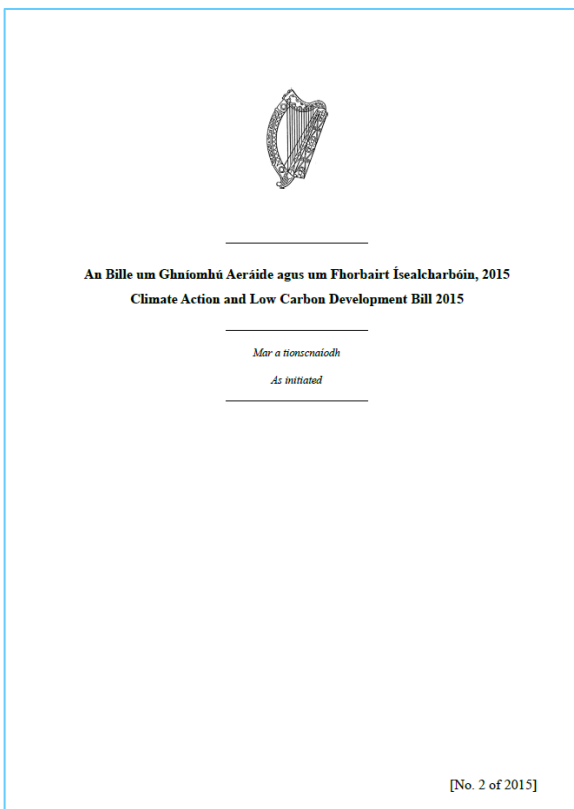 An Bille um Ghníomhú Aeráide agus um Fhorbairt Ísealcharbóin, 2015
Climate Action and Low Carbon Development Bill 2015
Mar a tionscnaíodh
As initiated
[No. 2 of 2015]